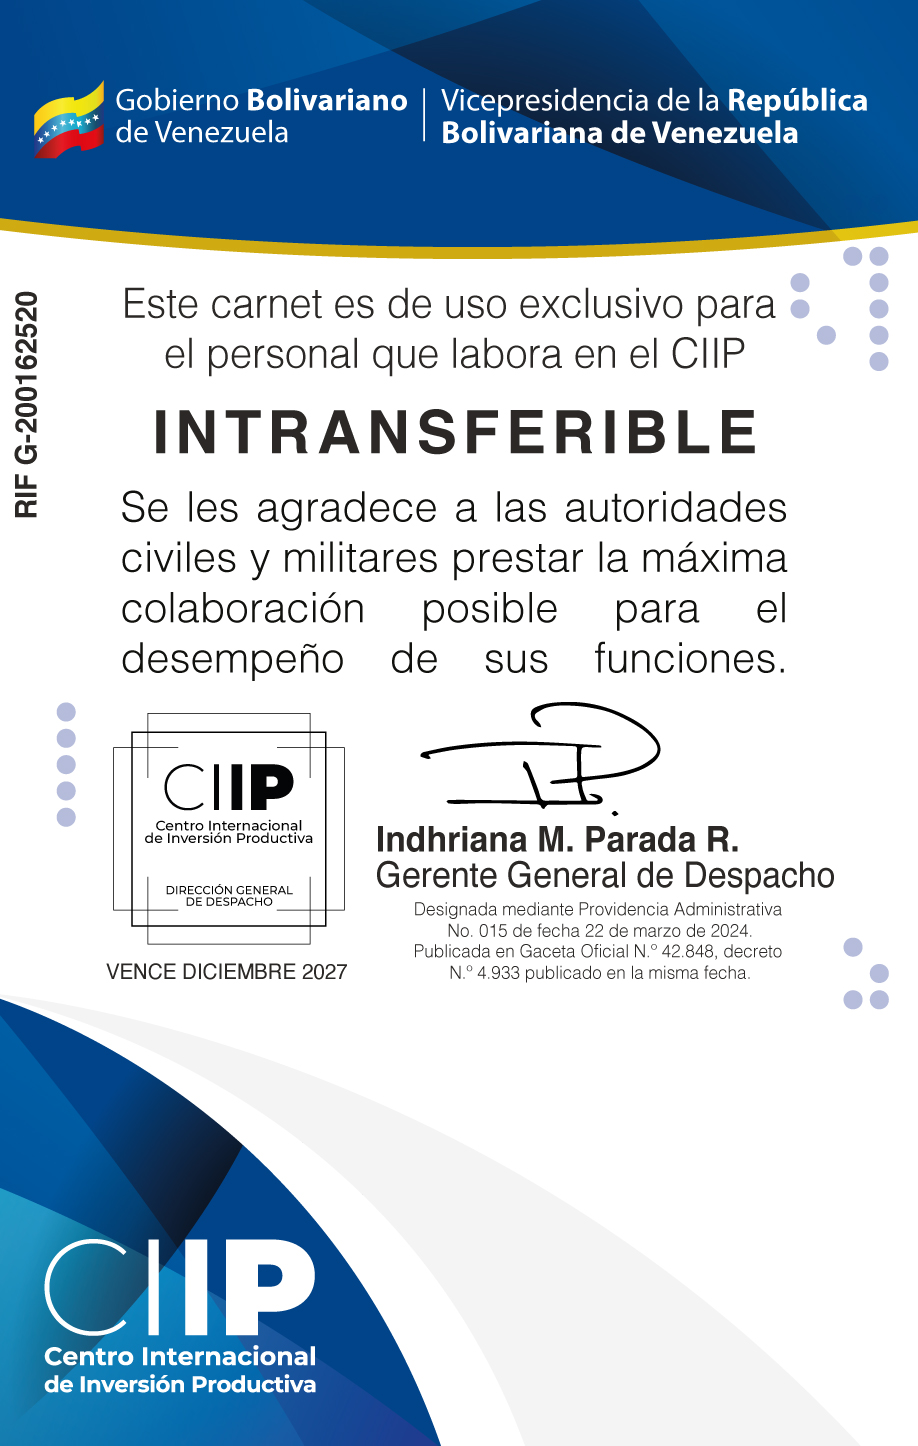 Gobierno Bolivariano
de Venezuela
Vicepresidencia de la República
Bolivariana de Venezuela
RIF G-200162520
Este carnet es de uso exclusivo para
el personal que labora en el CIIP
INTRANSFERIBLE
Se les agradece a las autoridades
civiles y militares prestar la máxima
colaboración posible para el
desempeño de sus funciones.
CIIP
Centro Internacional
de Inversión Productiva
DIRECCIÓN GENERAL
DE DESPACHO
VENCE DICIEMBRE 2027
Indhriana M. Parada R.
Gerente General de Despacho
Designada mediante Providencia Administrativa
No. 015 de fecha 22 de marzo de 2024.
Publicada en Gaceta Oficial N.º 42.848, decreto
N.º 4.933 publicado en la misma fecha.
CIIP
Centro Internacional
de Inversión Productiva